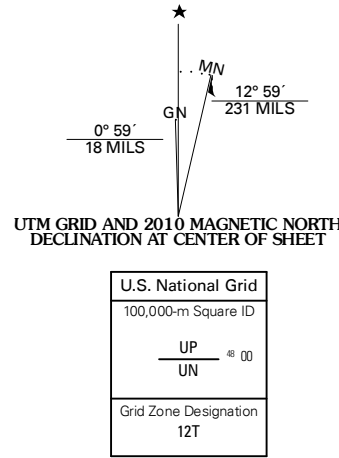 ★
MN
GN
12° 59´
231 MILS
0° 59´
18 MILS
UTM GRID AND 2010 MAGNETIC NORTH
DECLINATION AT CENTER OF SHEET
U.S. National Grid
100,000-m Square ID
UP
48 00
UN
Grid Zone Designation
12T